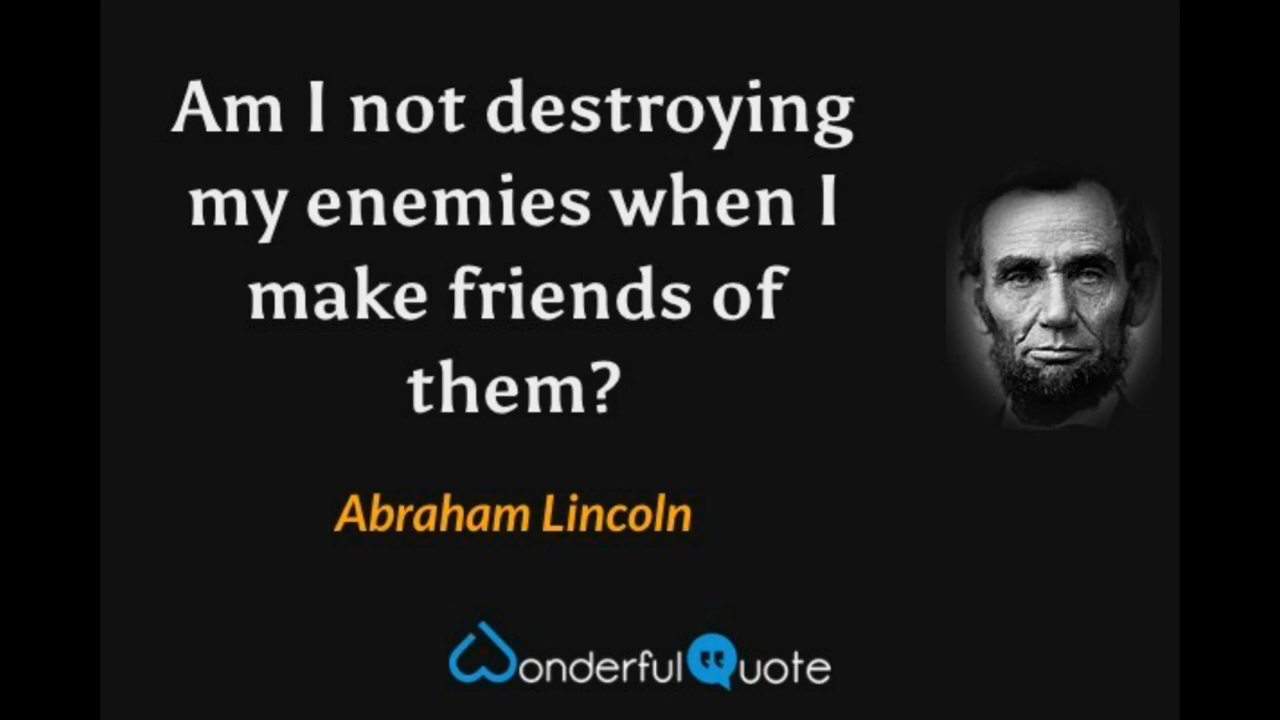 Am I not destroying
my enemies when I
make friends of
them?
Abraham Lincoln
WonderfulQuote